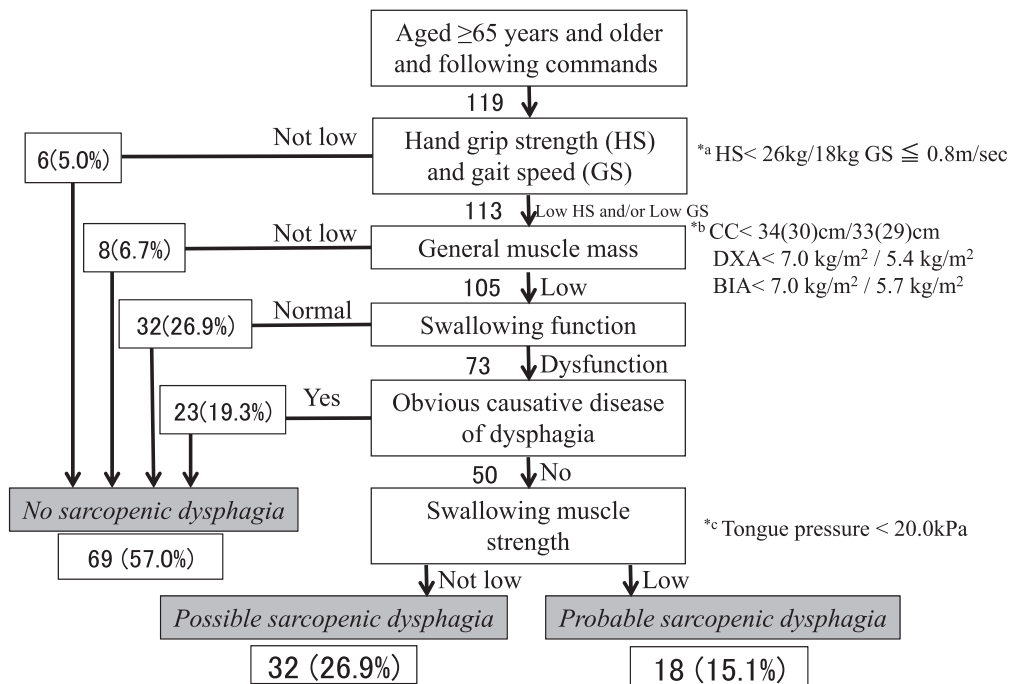 Aged ≥65 years and older
and following commands
119
Not low
6(5.0%)
Hand grip strength (HS)
and gait speed (GS)
*a HS< 26kg/18kg GS ≦ 0.8m/sec
113
Low HS and/or Low GS
Not low
8(6.7%)
General muscle mass
*b CC< 34(30)cm/33(29)cm
DXA< 7.0 kg/m² / 5.4 kg/m²
BIA< 7.0 kg/m² / 5.7 kg/m²
105
Low
Normal
32(26.9%)
Swallowing function
73
Dysfunction
Yes
23(19.3%)
Obvious causative disease
of dysphagia
50
No
No sarcopenic dysphagia
69 (57.0%)
Swallowing muscle
strength
*c Tongue pressure < 20.0kPa
Not low
Low
Possible sarcopenic dysphagia
Probable sarcopenic dysphagia
32 (26.9%)
18 (15.1%)